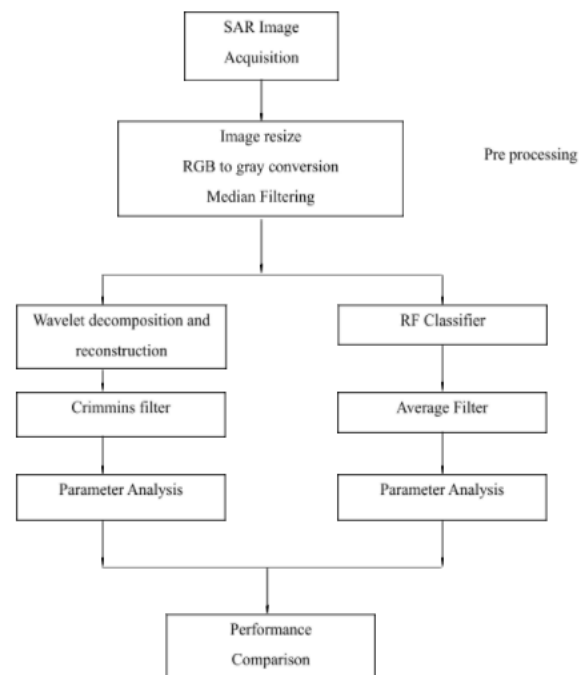 SAR Image
Acquisition
Image resize
RGB to gray conversion
Median Filtering
Pre processing
Wavelet decomposition and
reconstruction
RF Classifier
Crimmins filter
Average Filter
Parameter Analysis
Parameter Analysis
Performance
Comparison